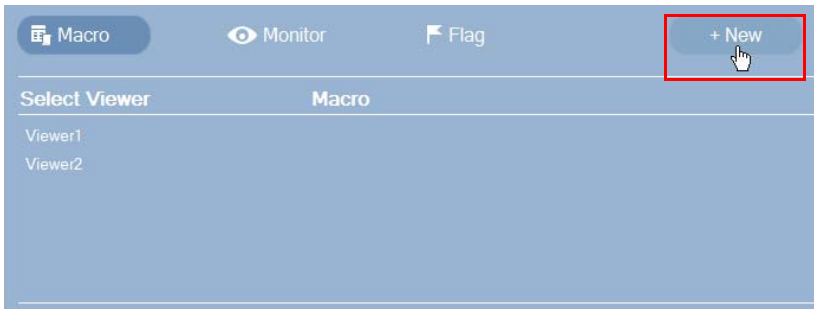 Macro Monitor Flag + New
Select Viewer Macro
Viewer1
Viewer2